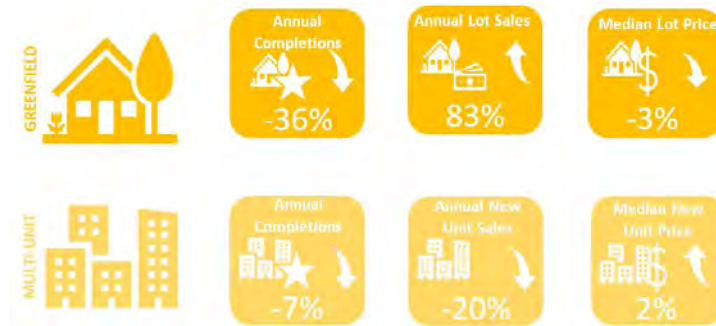 GREENFIELD
Annual
Completions
-36%
Annual Lot Sales
83%
Median Lot Price
$
-3%
MULTI-UNIT
Annual
Completions
-7%
Annual New
Unit Sales
-20%
Median New
Unit Price
$
2%